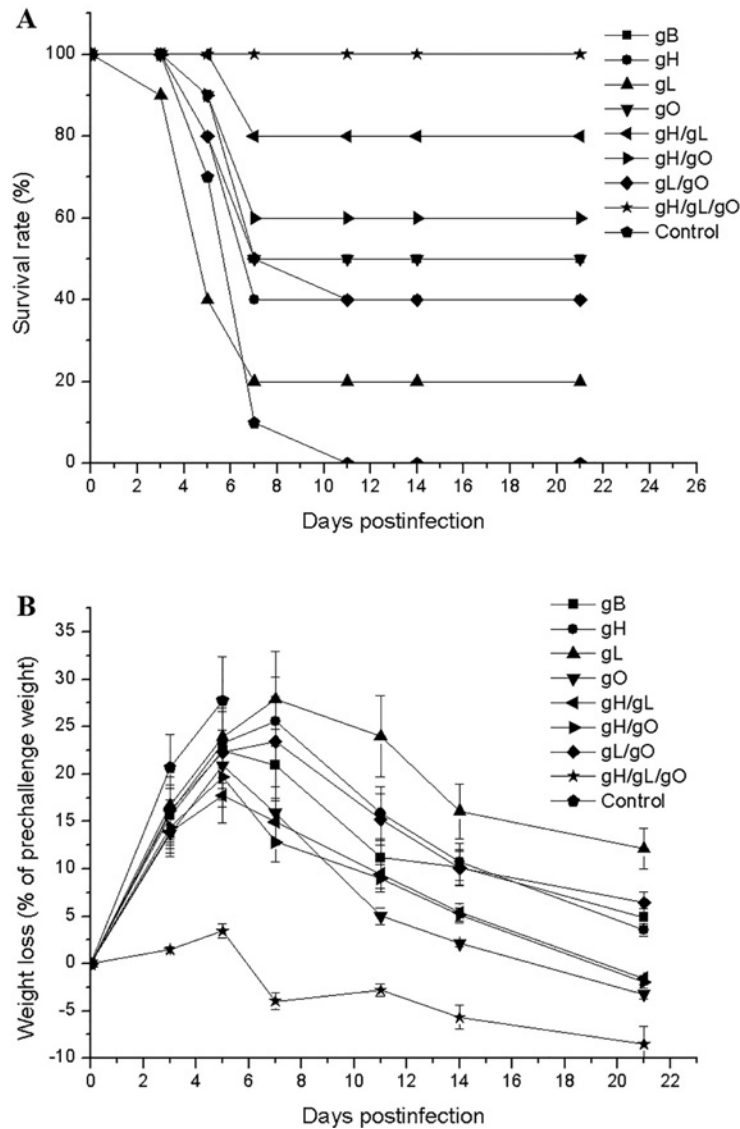 A
gB
gH
gL
gO
gH/gL
gH/gO
gL/gO
gH/gL/gO
Control
Survival rate (%)
100
80
60
40
20
0
0 2 4 6 8 10 12 14 16 18 20 22 24 26
Days postinfection
B
gB
gH
gL
gO
gH/gL
gH/gO
gL/gO
gH/gL/gO
Control
Weight loss (% of prechallenge weight)
35
30
25
20
15
10
5
0
-5
-10
0 2 4 6 8 10 12 14 16 18 20 22
Days postinfection